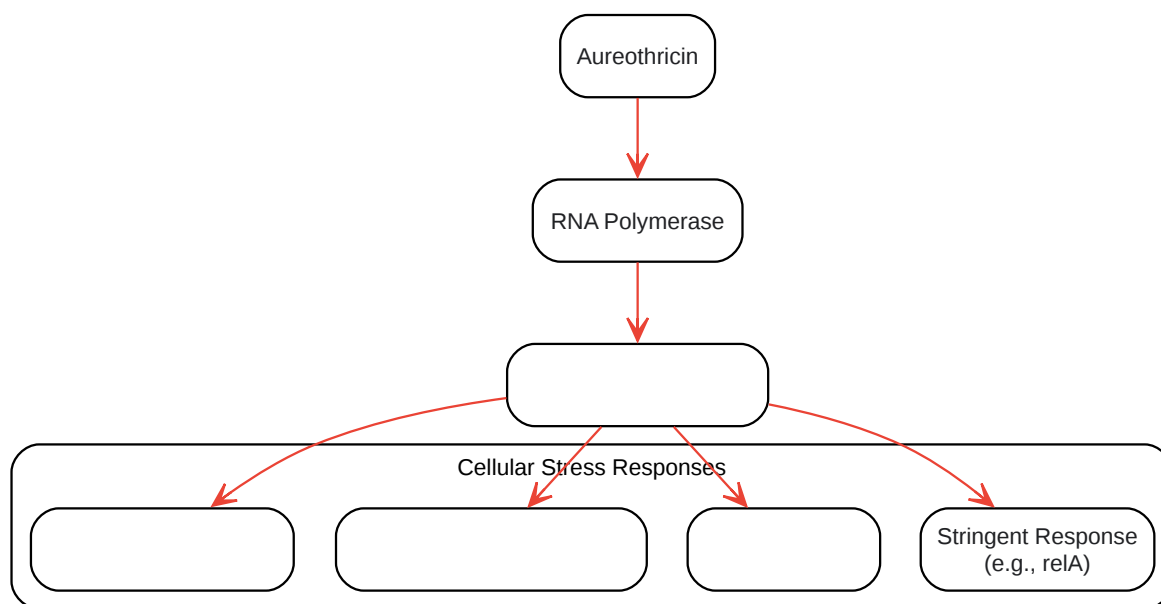 Aureothricin
RNA Polymerase
Cellular Stress Responses
Stringent Response
(e.g., relA)